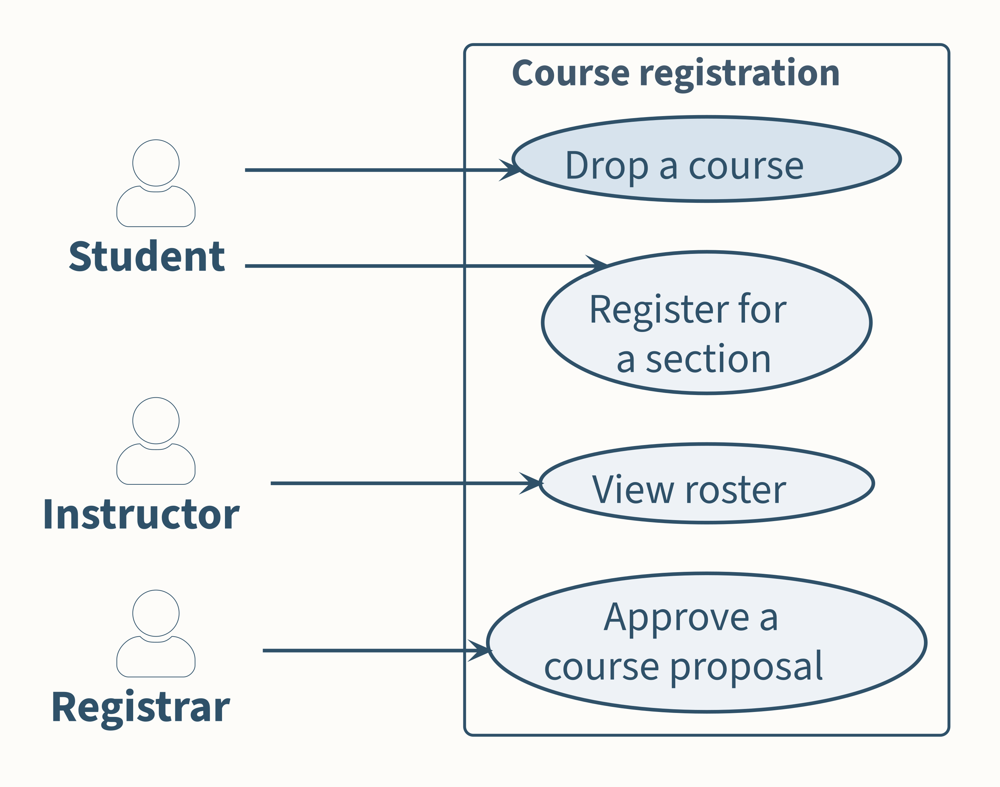 Course registration
Drop a course
Student
Register for
a section
View roster
Instructor
Approve a
course proposal
Registrar